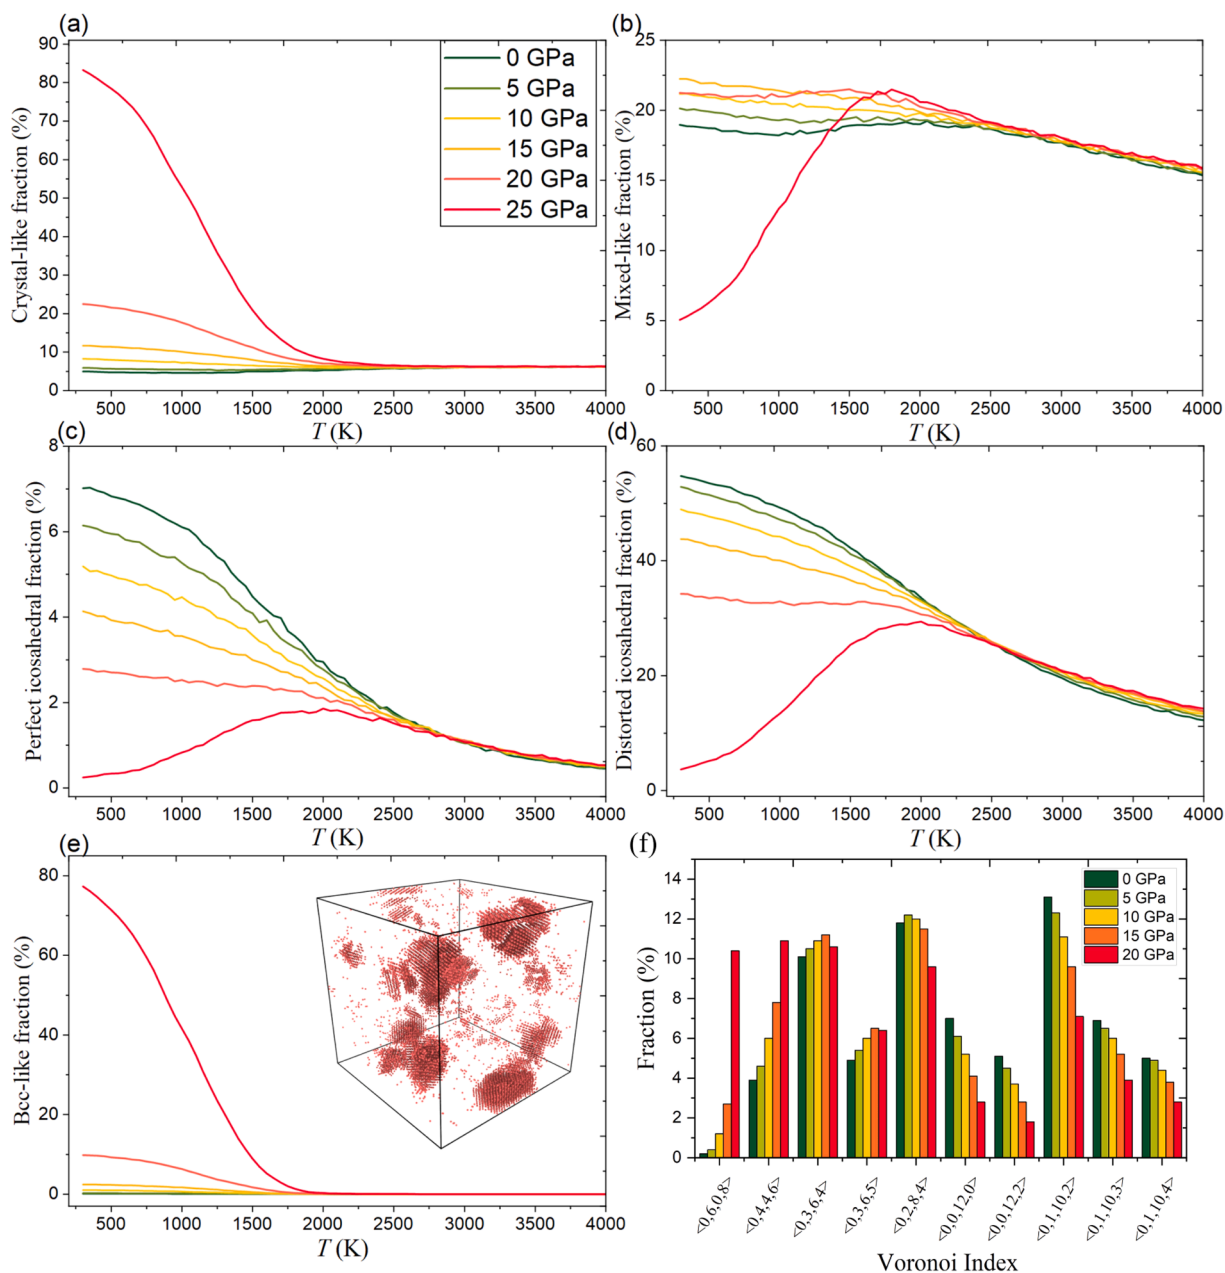 (a)
90
80
70
60
50
40
30
20
10
0
Crystal-like fraction (%)
0 GPa
5 GPa
10 GPa
15 GPa
20 GPa
25 GPa
500 1000 1500 2000 2500 3000 3500 4000
T (K)
(b)
25
20
15
10
5
0
Mixed-like fraction (%)
500 1000 1500 2000 2500 3000 3500 4000
T (K)
(c)
8
6
4
2
0
Perfect icosahedral fraction (%)
500 1000 1500 2000 2500 3000 3500 4000
T (K)
(d)
60
40
20
0
Distorted icosahedral fraction (%)
500 1000 1500 2000 2500 3000 3500 4000
T (K)
(e)
80
60
40
20
0
Bcc-like fraction (%)
500 1000 1500 2000 2500 3000 3500 4000
T (K)
(f)
14
12
10
8
6
4
2
0
Fraction (%)
0 GPa
5 GPa
10 GPa
15 GPa
20 GPa
<0,6,0,8>
<0,4,4,6>
<0,3,6,4>
<0,3,6,5>
<0,2,8,4>
<0,0,12,0>
<0,0,12,2>
<0,1,10,2>
<0,1,10,3>
<0,1,10,4>
Voronoi Index